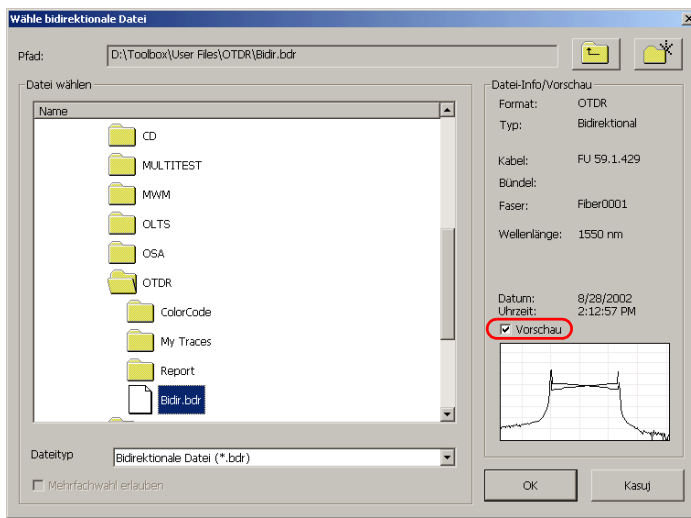 Wähle bidirektionale Datei
Pfad: D:\Toolbox\User Files\OTDR\Bidir.bdr
Datei wählen
Name
CD
MULTITEST
MWM
OLTS
OSA
OTDR
ColorCode
My Traces
Report
Bidir.bdr
Dateityp Bidirektionale Datei (*.bdr)
Mehrfachwahl erlauben
Datei-Info/Vorschau
Format: OTDR
Typ: Bidirektional
Kabel: FU 59.1.429
Bündel:
Faser: Fiber0001
Wellenlänge: 1550 nm
Datum: 8/28/2002
Uhrzeit: 2:12:57 PM
Vorschau
OK Kasuj